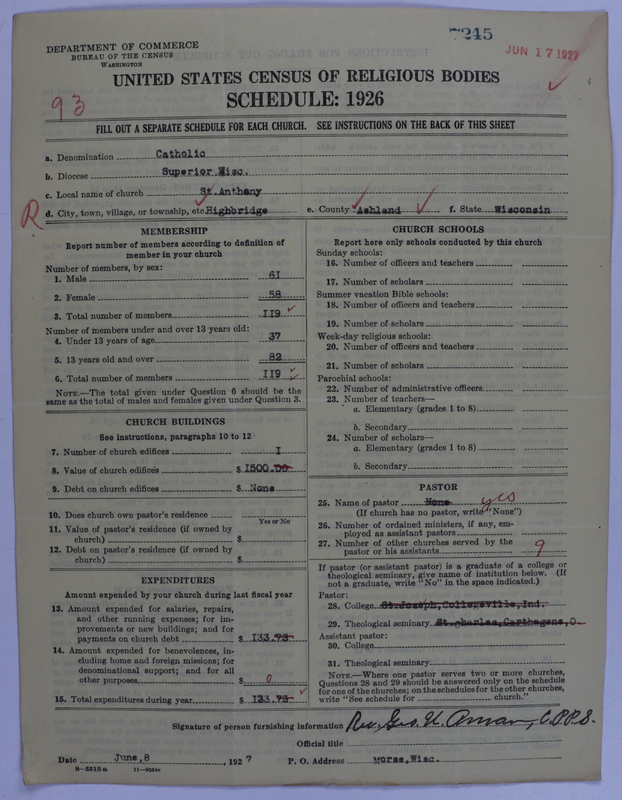 7245
JUN 17 1927
DEPARTMENT OF COMMERCE
BUREAU OF THE CENSUS
WASHINGTON
UNITED STATES CENSUS OF RELIGIOUS BODIES
SCHEDULE: 1926
93
FILL OUT A SEPARATE SCHEDULE FOR EACH CHURCH. SEE INSTRUCTIONS ON THE BACK OF THIS SHEET
a. Denomination Catholic
b. Diocese Superior.Wisc.
c. Local name of church St.Anthany
R
d. City, town, village, or township, etc. Highbridge e. County Ashland f. State Wisconsin
MEMBERSHIP
Report number of members according to definition of
member in your church
Number of members, by sex:
1. Male 61
2. Female 58
3. Total number of members 119
Number of members under and over 13 years old:
4. Under 13 years of age 37
5. 13 years old and over 82
6. Total number of members 119
NOTE.—The total given under Question 6 should be the
same as the total of males and females given under Question 3.
CHURCH BUILDINGS
See instructions, paragraphs 10 to 12
7. Number of church edifices I
8. Value of church edifices $ 1500.00
9. Debt on church edifices $ None
10. Does church own pastor's residence
Yes or No
11. Value of pastor's residence (if owned by
church) $
12. Debt on pastor's residence (if owned by
church) $
EXPENDITURES
Amount expended by your church during last fiscal year
13. Amount expended for salaries, repairs,
and other running expenses; for im-
provements or new buildings; and for
payments on church debt $ 133.73
14. Amount expended for benevolences, in-
cluding home and foreign missions; for
denominational support; and for all
other purposes $ 0
15. Total expenditures during year $ 133.73
CHURCH SCHOOLS
Report here only schools conducted by this church
Sunday schools:
16. Number of officers and teachers
17. Number of scholars
Summer vacation Bible schools:
18. Number of officers and teachers
19. Number of scholars
Week-day religious schools:
20. Number of officers and teachers
21. Number of scholars
Parochial schools:
22. Number of administrative officers
23. Number of teachers—
a. Elementary (grades 1 to 8)
b. Secondary
24. Number of scholars—
a. Elementary (grades 1 to 8)
b. Secondary
PASTOR
25. Name of pastor None yes
(If church has no pastor, write "None")
26. Number of ordained ministers, if any, em-
ployed as assistant pastors
27. Number of other churches served by the
pastor or his assistants 9
If pastor (or assistant pastor) is a graduate of a college or
theological seminary, give name of institution below. (If
not a graduate, write "No" in the space indicated.)
Pastor:
28. College St.Joseph,Collegeville,Ind.
29. Theological seminary St.charles,Carthagena,O.
Assistant pastor:
30. College
31. Theological seminary
NOTE.—Where one pastor serves two or more churches,
Questions 28 and 29 should be answered only on the schedule
for one of the churches; on the schedules for the other churches,
write "See schedule for church."
Signature of person furnishing information Rev. Geo. U. Aman, C.PP.S.
Official title
Date June,8, 1927 P. O. Address Morse,Wisc.